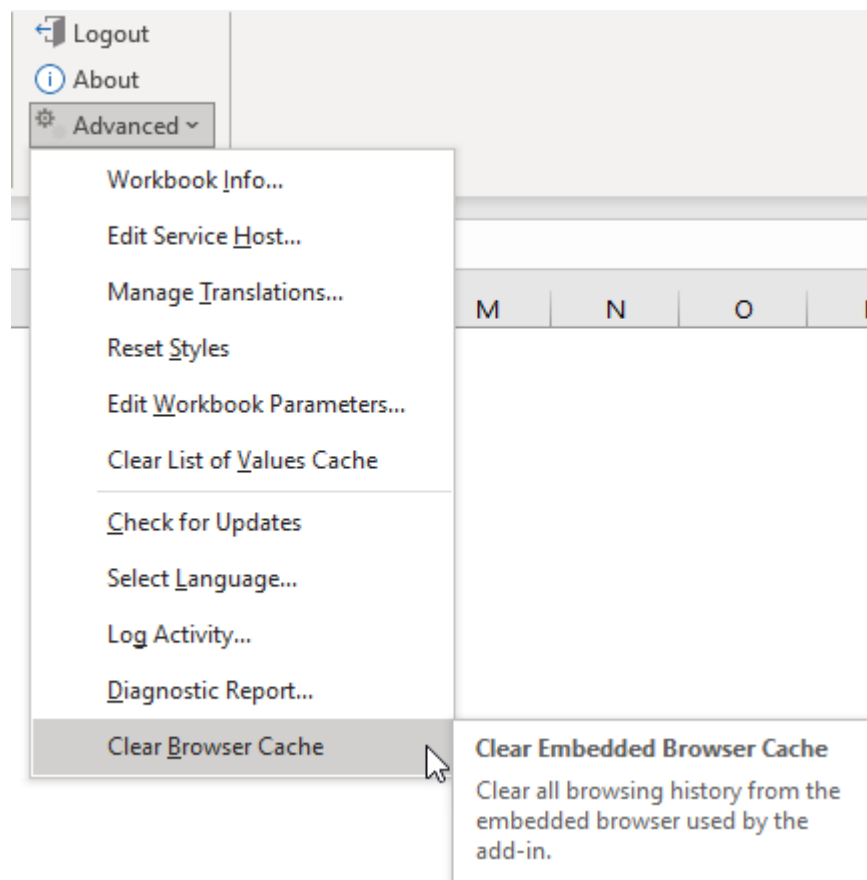 Logout
About
Advanced
Workbook Info...
Edit Service Host...
Manage Translations...
M N O
Reset Styles
Edit Workbook Parameters...
Clear List of Values Cache
Check for Updates
Select Language...
Log Activity...
Diagnostic Report...
Clear Browser Cache
Clear Embedded Browser Cache
Clear all browsing history from the
embedded browser used by the
add-in.